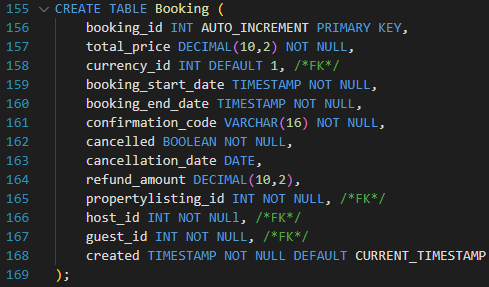 155 CREATE TABLE Booking (
156 booking_id INT AUTO_INCREMENT PRIMARY KEY,
157 total_price DECIMAL(10,2) NOT NULL,
158 currency_id INT DEFAULT 1, /*FK*/
159 booking_start_date TIMESTAMP NOT NULL,
160 booking_end_date TIMESTAMP NOT NULL,
161 confirmation_code VARCHAR(16) NOT NULL,
162 cancelled BOOLEAN NOT NULL,
163 cancellation_date DATE,
164 refund_amount DECIMAL(10,2),
165 propertylisting_id INT NOT NULL, /*FK*/
166 host_id INT NOT NULl, /*FK*/
167 guest_id INT NOT NULL, /*FK*/
168 created TIMESTAMP NOT NULL DEFAULT CURRENT_TIMESTAMP
169 );